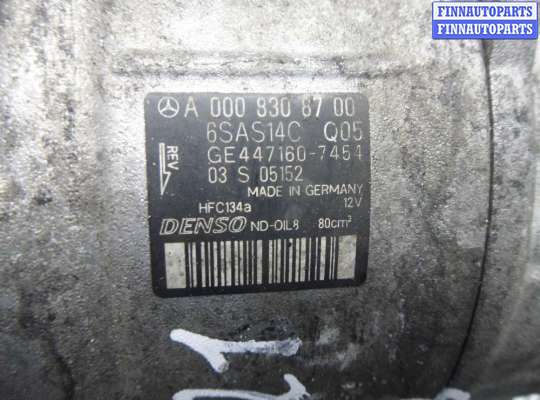 FINNAUTOPARTS
FINNAUTOPARTS
A 000 830 87 00
6SAS14C Q05
GE447160-7454
REV
03 S 05152
MADE IN GERMANY
HFC134a 12V
DENSO ND-OIL8 80cm³
1